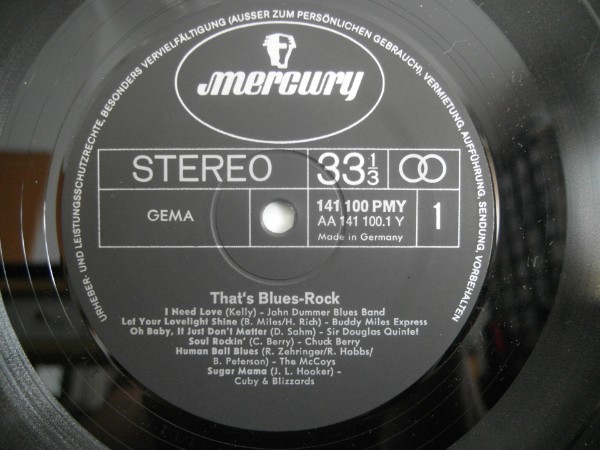 URHEBER- UND LEISTUNGSSCHUTZRECHTE, BESONDERS VERVIELFÄLTIGUNG (AUSSER ZUM PERSÖNLICHEN GEBRAUCH), VERMIETUNG, AUFFÜHRUNG, SENDUNG, VORBEHALTEN
mercury
STEREO
33 1/3
GEMA
141 100 PMY
AA 141 100.1 Y
Made in Germany
1
That's Blues-Rock
I Need Love (Kelly) - John Dummer Blues Band
Let Your Lovelight Shine (B. Miles/H. Rich) - Buddy Miles Express
Oh Baby, It Just Don't Matter (D. Sahm) - Sir Douglas Quintet
Soul Rockin' (C. Berry) - Chuck Berry
Human Ball Blues (R. Zehringer/R. Hobbs/
B. Peterson) - The McCoys
Sugar Mama (J. L. Hooker) -
Cuby & Blizzards